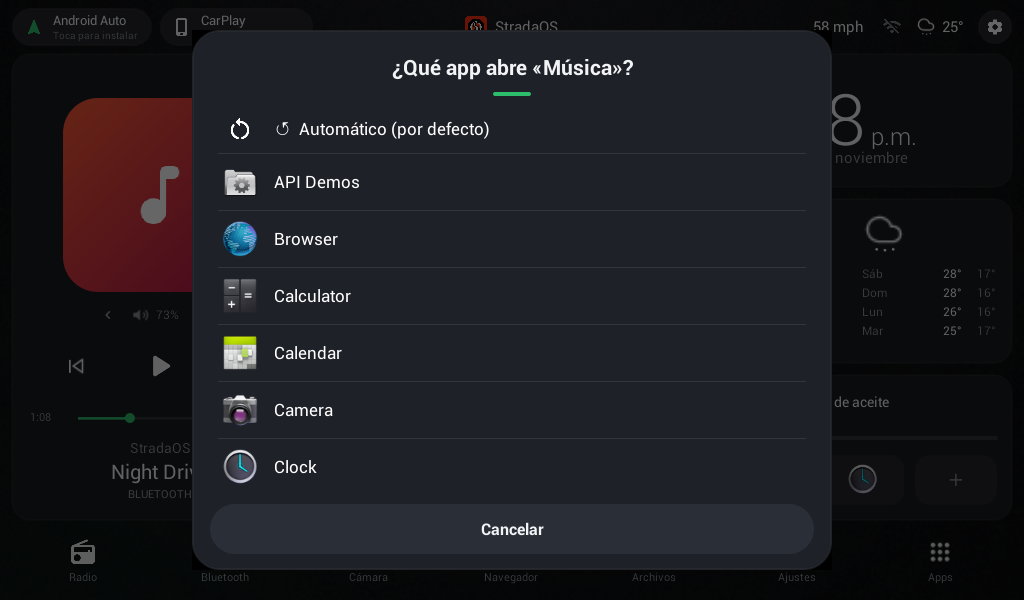 Android Auto
Toca para instalar
CarPlay
StradaOS
58 mph
25°
¿Qué app abre «Música»?
↺ Automático (por defecto)
API Demos
Browser
Calculator
Calendar
Camera
Clock
Cancelar
8 p.m.
noviembre
Sáb 28° 17°
Dom 28° 16°
Lun 26° 16°
Mar 25° 17°
de aceite
73%
1:08
StradaOS
Night Driv
BLUETOOTH
Radio
Bluetooth
Cámara
Navegador
Archivos
Ajustes
Apps